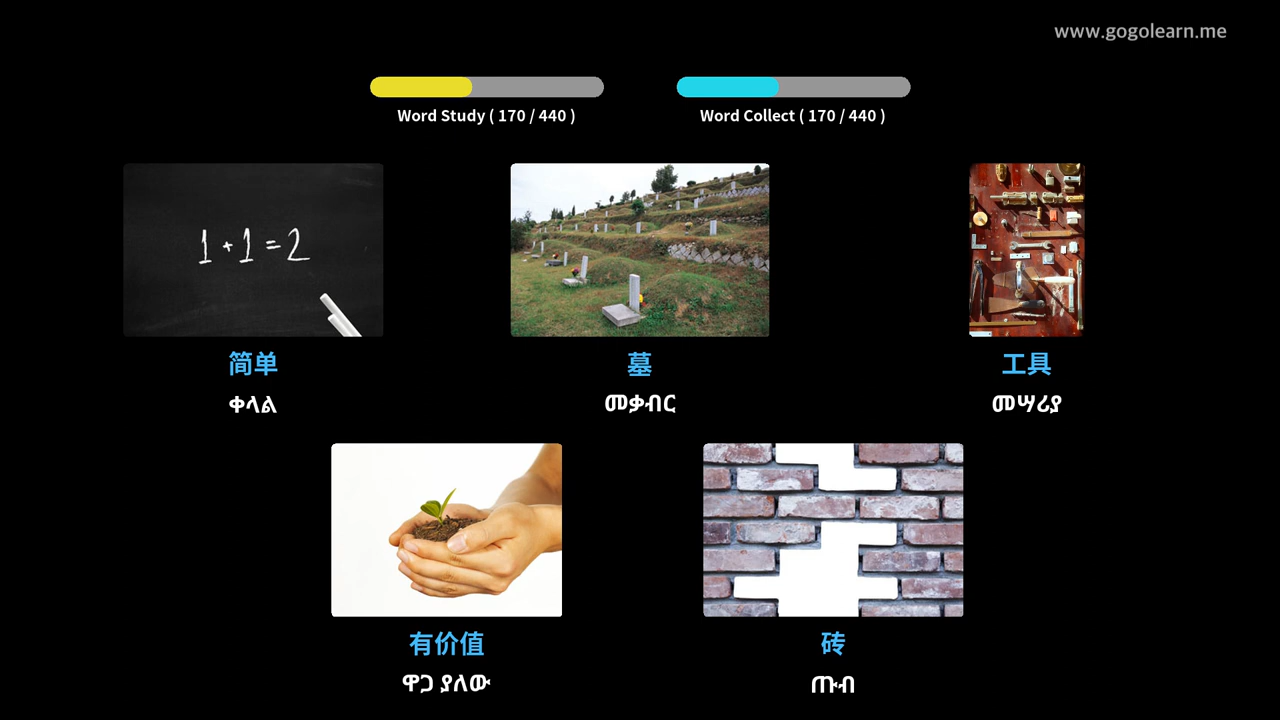 www.gogolearn.me
Word Study ( 170 / 440 )
Word Collect ( 170 / 440 )
1 + 1 = 2
简单
墓
工具
ቀላል
መቃብር
መሣሪያ
有价值
砖
ዋጋ ያለው
ጡብ